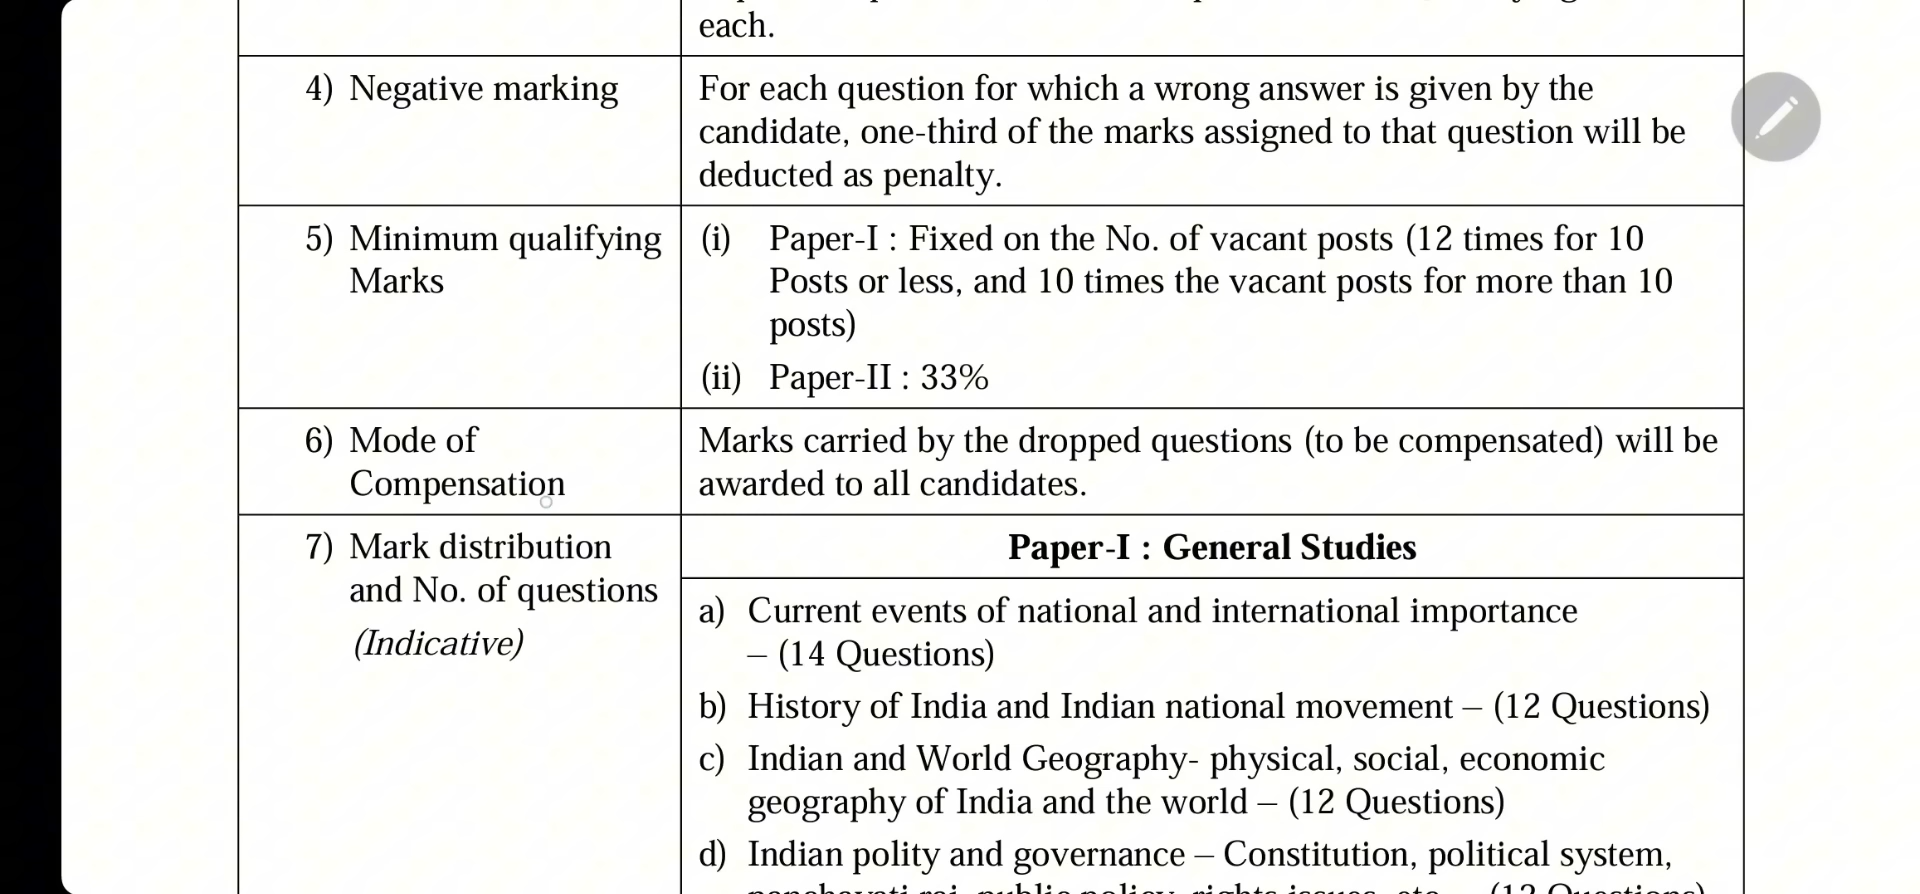 each.
4) Negative marking
For each question for which a wrong answer is given by the
candidate, one-third of the marks assigned to that question will be
deducted as penalty.
5) Minimum qualifying
Marks
(i) Paper-I : Fixed on the No. of vacant posts (12 times for 10
Posts or less, and 10 times the vacant posts for more than 10
posts)
(ii) Paper-II : 33%
6) Mode of
Compensation
Marks carried by the dropped questions (to be compensated) will be
awarded to all candidates.
7) Mark distribution
and No. of questions
(Indicative)
Paper-I : General Studies
a) Current events of national and international importance
– (14 Questions)
b) History of India and Indian national movement – (12 Questions)
c) Indian and World Geography- physical, social, economic
geography of India and the world – (12 Questions)
d) Indian polity and governance – Constitution, political system,
panchayati raj, public policy, rights issues, etc.